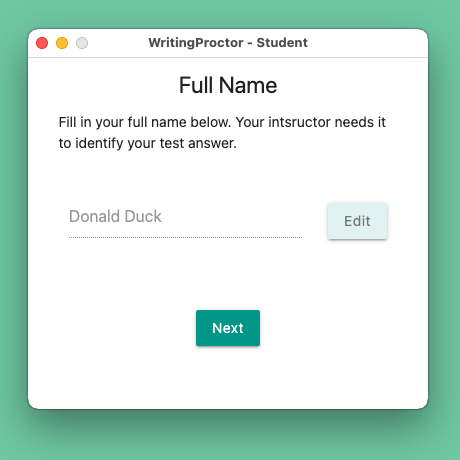 WritingProctor - Student
Full Name
Fill in your full name below. Your intsructor needs it
to identify your test answer.
Donald Duck
Edit
Next